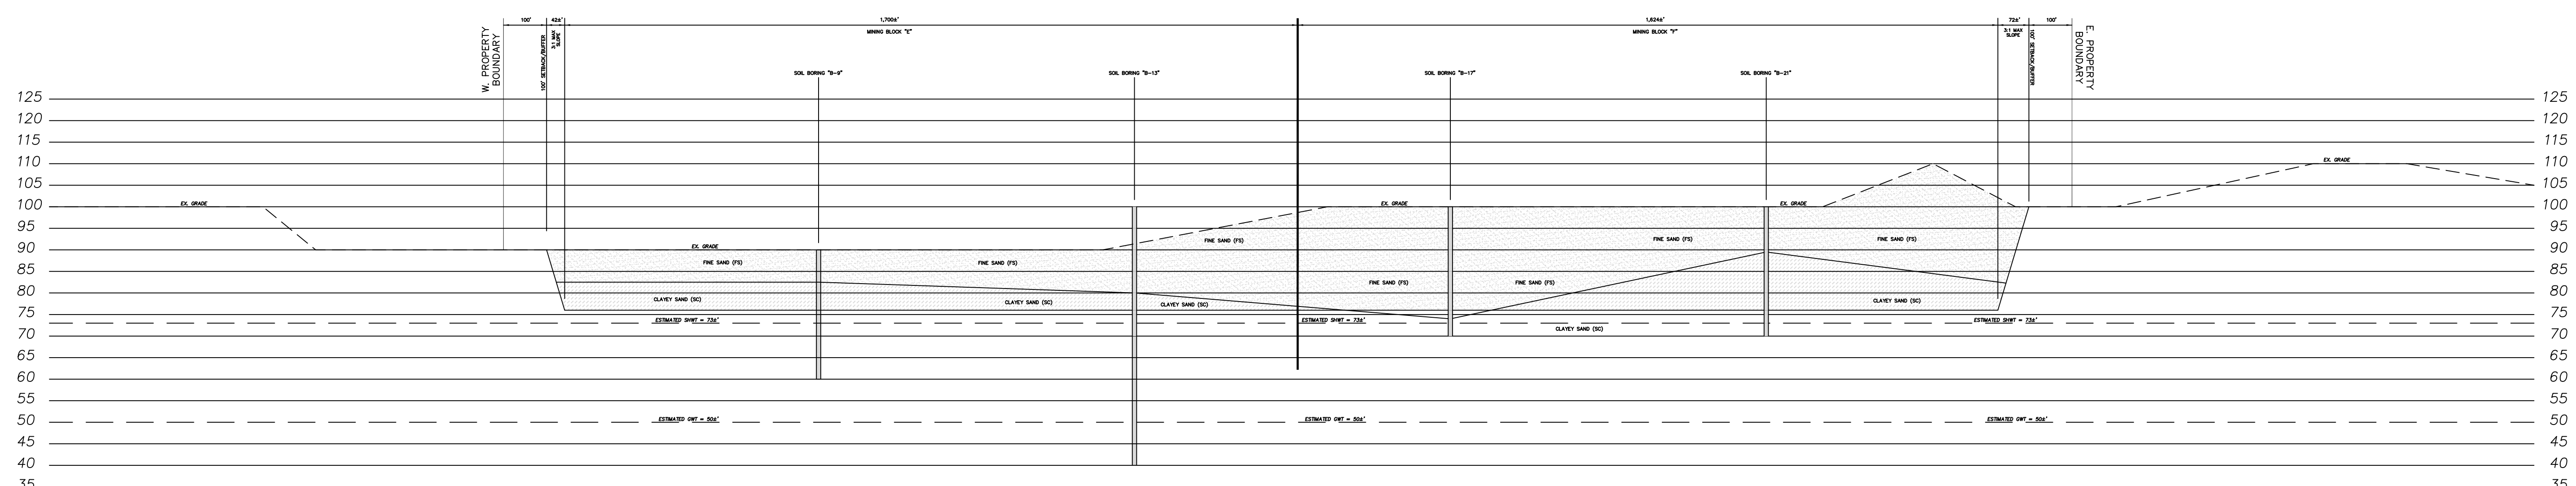 100'
42±'
1,700±'
1,624±'
72±'
100'
MINING BLOCK "E"
MINING BLOCK "F"
W. PROPERTY
BOUNDARY
100' SETBACK/BUFFER
3:1 MAX
SLOPE
3:1 MAX
SLOPE
100' SETBACK/BUFFER
E. PROPERTY
BOUNDARY
SOIL BORING "B-9"
SOIL BORING "B-13"
SOIL BORING "B-17"
SOIL BORING "B-21"
125
125
120
120
115
115
110
EX. GRADE
110
105
105
100
EX. GRADE
EX. GRADE
EX. GRADE
100
95
95
FINE SAND (FS)
FINE SAND (FS)
FINE SAND (FS)
90
EX. GRADE
90
FINE SAND (FS)
FINE SAND (FS)
85
85
FINE SAND (FS)
FINE SAND (FS)
80
80
CLAYEY SAND (SC)
CLAYEY SAND (SC)
CLAYEY SAND (SC)
CLAYEY SAND (SC)
75
75
ESTIMATED SHWT = 73±'
ESTIMATED SHWT = 73±'
ESTIMATED SHWT = 73±'
CLAYEY SAND (SC)
70
70
65
65
60
60
55
55
50
ESTIMATED GWT = 50±'
ESTIMATED GWT = 50±'
ESTIMATED GWT = 50±'
50
45
45
40
40
35
35